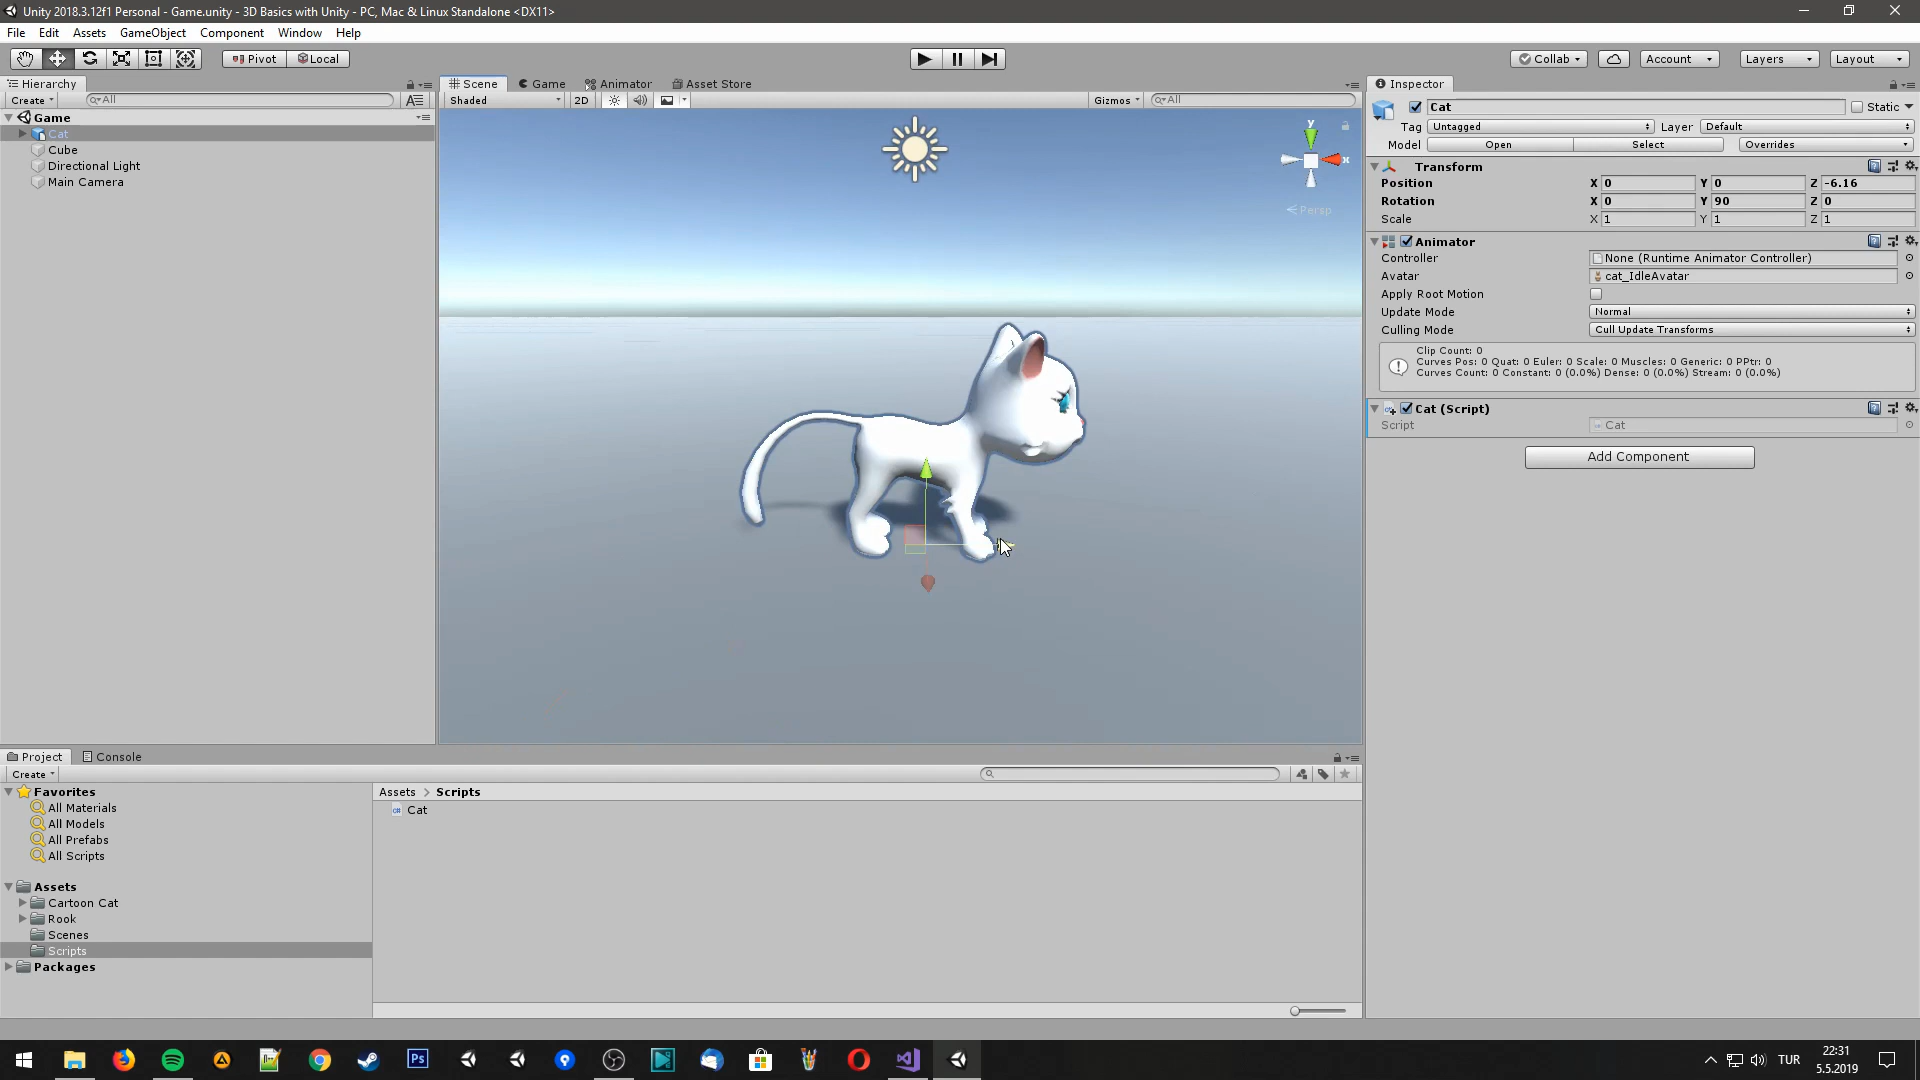 Unity 2018.3.12f1 Personal - Game.unity - 3D Basics with Unity - PC, Mac & Linux Standalone <DX11>
File Edit Assets GameObject Component Window Help
Pivot Local Collab Account Layers Layout
Hierarchy
Create All
Game
Cat
Cube
Directional Light
Main Camera
Scene Game Animator Asset Store
Shaded 2D Gizmos All
y
x
Persp
Inspector
Cat Static
Tag Untagged Layer Default
Model Open Select Overrides
Transform
Position X 0 Y 0 Z -6.16
Rotation X 0 Y 90 Z 0
Scale X 1 Y 1 Z 1
Animator
Controller None (Runtime Animator Controller)
Avatar cat_IdleAvatar
Apply Root Motion
Update Mode Normal
Culling Mode Cull Update Transforms
Clip Count: 0
Curves Pos: 0 Quat: 0 Euler: 0 Scale: 0 Muscles: 0 Generic: 0 PPtr: 0
Curves Count: 0 Constant: 0 (0.0%) Dense: 0 (0.0%) Stream: 0 (0.0%)
Cat (Script)
Script Cat
Add Component
Project Console
Create
Favorites
All Materials
All Models
All Prefabs
All Scripts
Assets
Cartoon Cat
Rook
Scenes
Scripts
Packages
Assets > Scripts
Cat
Ps
TUR
22:31
5.5.2019